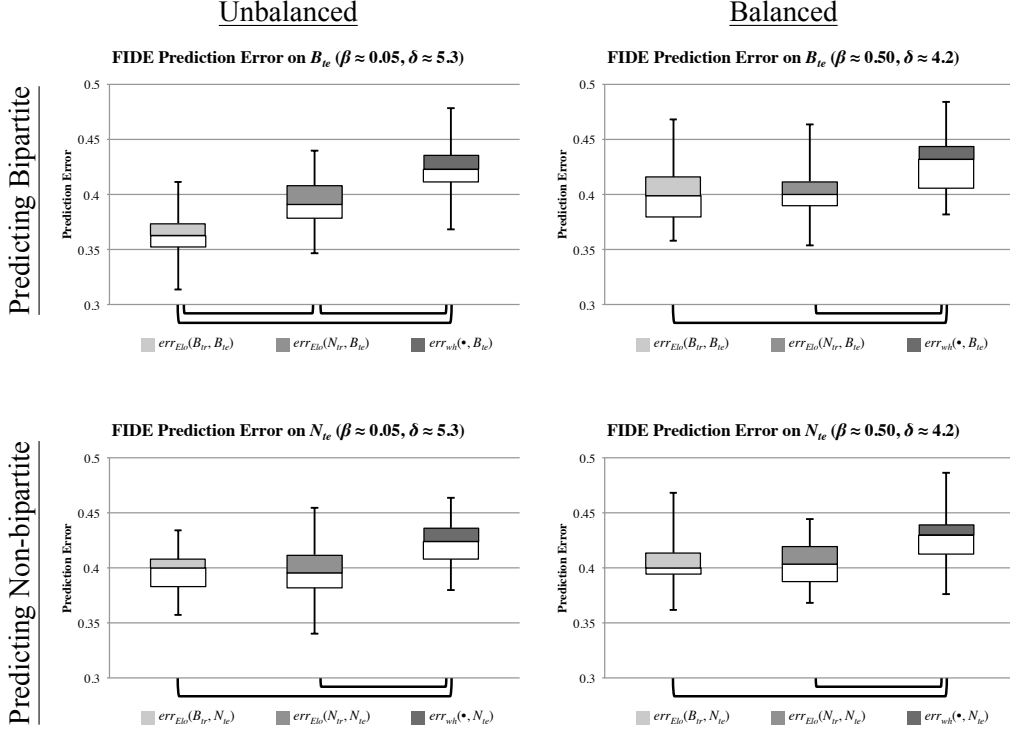 Unbalanced
Balanced
Predicting Bipartite
FIDE Prediction Error on B_te (β ≈ 0.05, δ ≈ 5.3)
Prediction Error
0.5
0.45
0.4
0.35
0.3
err_Elo(B_tr, B_te) err_Elo(N_tr, B_te) err_wh(•, B_te)
FIDE Prediction Error on B_te (β ≈ 0.50, δ ≈ 4.2)
Prediction Error
0.5
0.45
0.4
0.35
0.3
err_Elo(B_tr, B_te) err_Elo(N_tr, B_te) err_wh(•, B_te)
Predicting Non-bipartite
FIDE Prediction Error on N_te (β ≈ 0.05, δ ≈ 5.3)
Prediction Error
0.5
0.45
0.4
0.35
0.3
err_Elo(B_tr, N_te) err_Elo(N_tr, N_te) err_wh(•, N_te)
FIDE Prediction Error on N_te (β ≈ 0.50, δ ≈ 4.2)
Prediction Error
0.5
0.45
0.4
0.35
0.3
err_Elo(B_tr, N_te) err_Elo(N_tr, N_te) err_wh(•, N_te)